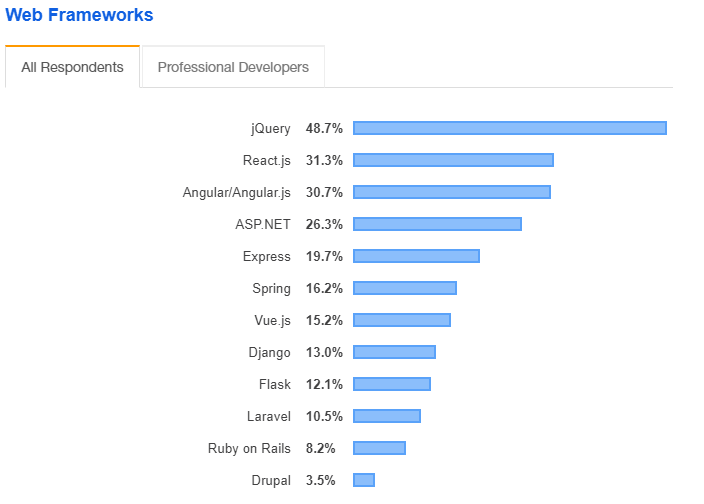 Web Frameworks
All Respondents Professional Developers
jQuery 48.7%
React.js 31.3%
Angular/Angular.js 30.7%
ASP.NET 26.3%
Express 19.7%
Spring 16.2%
Vue.js 15.2%
Django 13.0%
Flask 12.1%
Laravel 10.5%
Ruby on Rails 8.2%
Drupal 3.5%